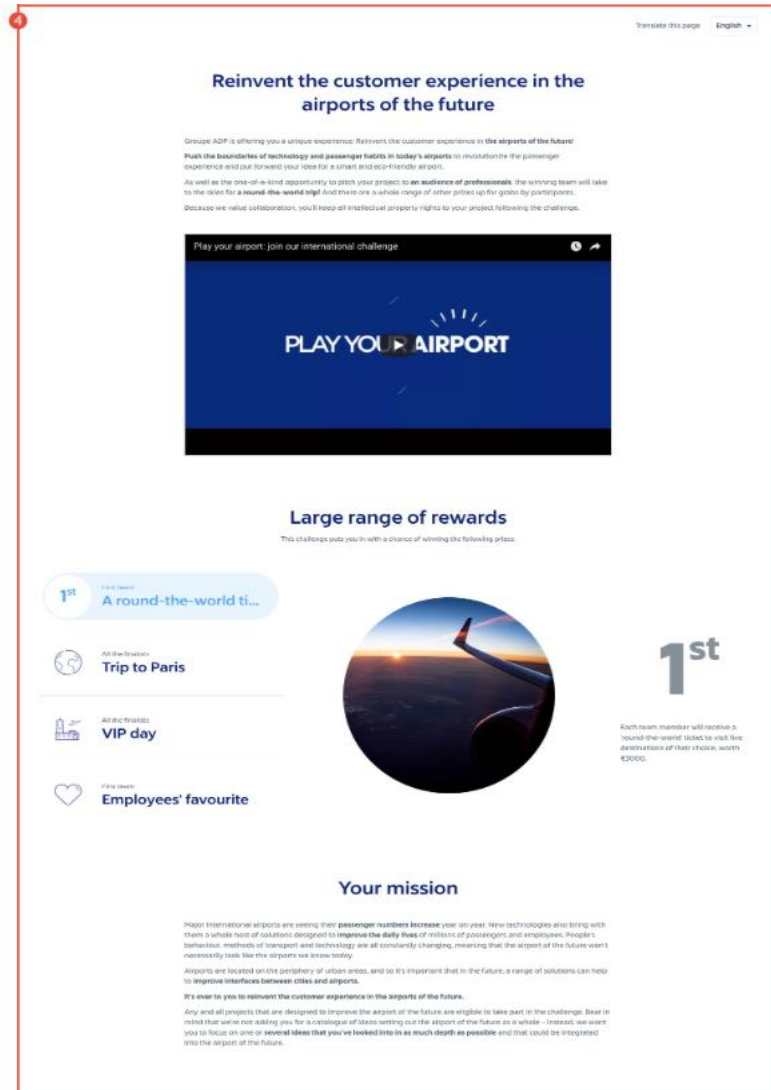 4
Translate this page English
Reinvent the customer experience in the
airports of the future
Groupe ADP is offering you a unique experience: Reinvent the customer experience in the airports of the future!
Push the boundaries of technology and passenger habits in today's airports to revolutionize the passenger
experience and put forward your idea for a smart and eco-friendly airport.
As well as the one-of-a-kind opportunity to pitch your project to an audience of professionals, the winning team will take
to the skies for a round-the-world trip! And there are a whole range of other prizes up for grabs by participants.
Because we value collaboration, you'll keep all intellectual property rights to your project following the challenge.
Play your airport: join our international challenge
PLAY YOUR AIRPORT
Large range of rewards
This challenge puts you in with a chance of winning the following prizes:
1st
First team
A round-the-world ti...
All the finalists
Trip to Paris
All the finalists
VIP day
First team
Employees' favourite
1st
Each team member will receive a
'round-the-world' ticket to visit five
destinations of their choice, worth
€3000.
Your mission
Major international airports are seeing their passenger numbers increase year on year. New technologies also bring with
them a whole host of solutions designed to improve the daily lives of millions of passengers and employees. People's
behaviour, methods of transport and technology are all constantly changing, meaning that the airport of the future won't
necessarily look like the airports we know today.
Airports are located on the periphery of urban areas, and so it's important that in the future, a range of solutions can help
to improve interfaces between cities and airports.
It's over to you to reinvent the customer experience in the airports of the future.
Any and all projects that are designed to improve the airport of the future are eligible to take part in the challenge. Bear in
mind that we're not asking you for a catalogue of ideas setting out the airport of the future as a whole – instead, we want
you to focus on one or several ideas that you've looked into in as much depth as possible and that could be integrated
into the airport of the future.